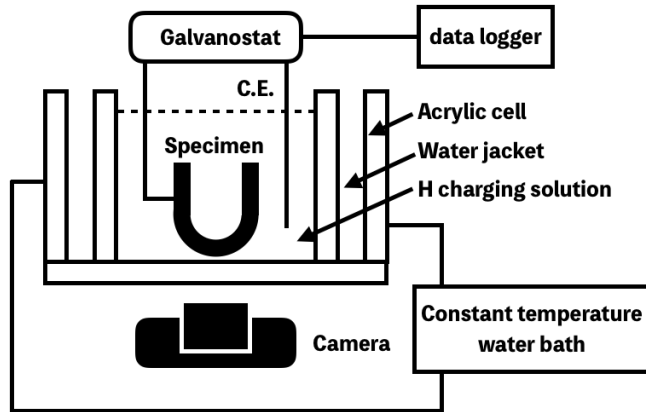 Galvanostat
data logger
C.E.
Acrylic cell
Specimen
Water jacket
H charging solution
Constant temperature
water bath
Camera